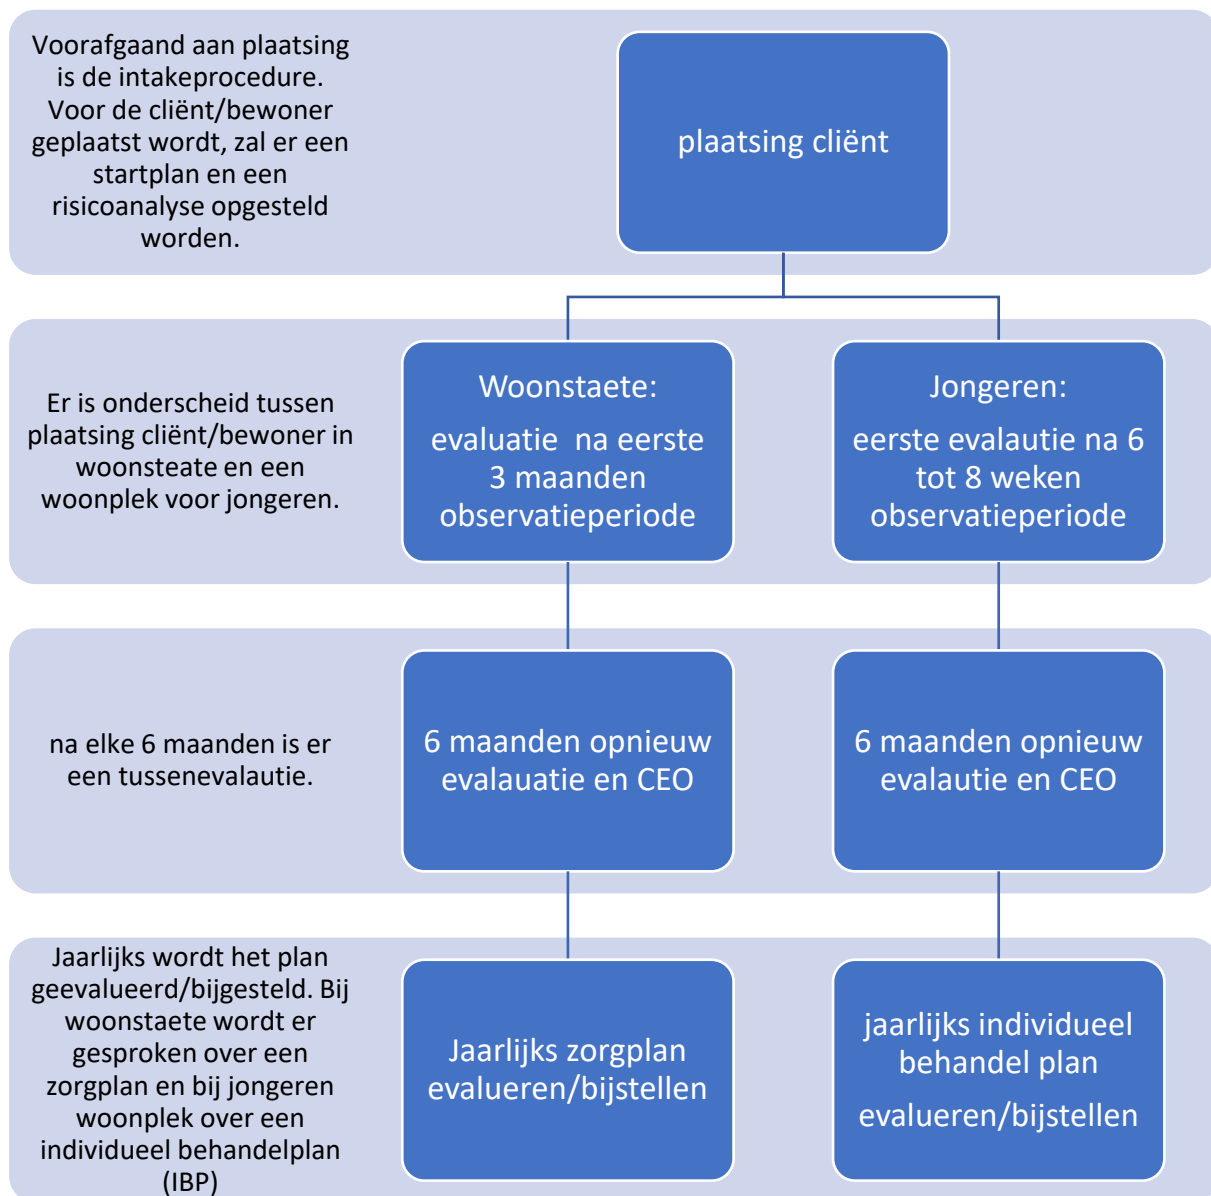 Voorafgaand aan plaatsing
is de intakeprocedure.
Voor de cliënt/bewoner
geplaatst wordt, zal er een
startplan en een
risicoanalyse opgesteld
worden.
plaatsing cliënt
Er is onderscheid tussen
plaatsing cliënt/bewoner in
woonsteate en een
woonplek voor jongeren.
Woonstaete:
evaluatie na eerste
3 maanden
observatieperiode
Jongeren:
eerste evalautie na 6
tot 8 weken
observatieperiode
na elke 6 maanden is er
een tussenevalautie.
6 maanden opnieuw
evalauatie en CEO
6 maanden opnieuw
evalautie en CEO
Jaarlijks wordt het plan
geevalueerd/bijgesteld. Bij
woonstaete wordt er
gesproken over een
zorgplan en bij jongeren
woonplek over een
individueel behandelplan
(IBP)
Jaarlijks zorgplan
evalueren/bijstellen
jaarlijks individueel
behandel plan
evalueren/bijstellen